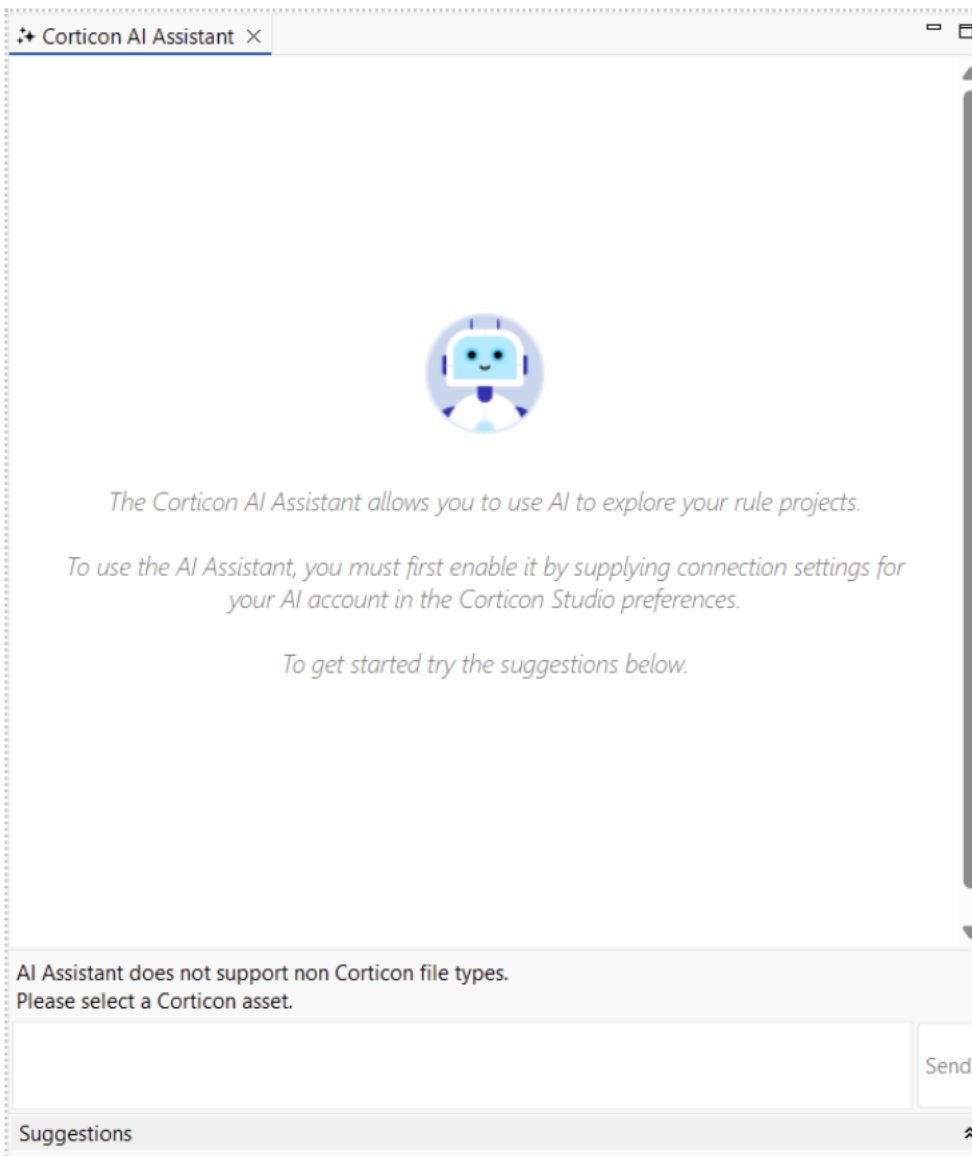 Corticon AI Assistant
The Corticon AI Assistant allows you to use AI to explore your rule projects.
To use the AI Assistant, you must first enable it by supplying connection settings for
your AI account in the Corticon Studio preferences.
To get started try the suggestions below.
AI Assistant does not support non Corticon file types.
Please select a Corticon asset.
Send
Suggestions